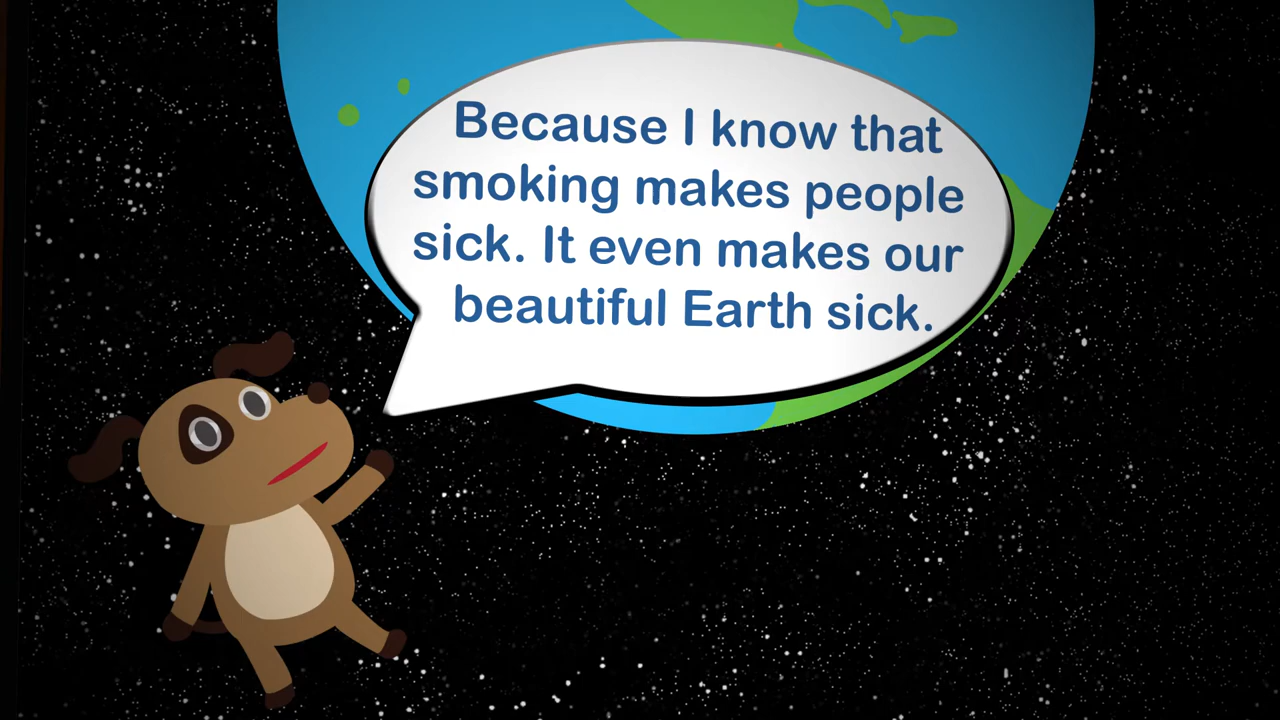 Because I know that
smoking makes people
sick. It even makes our
beautiful Earth sick.